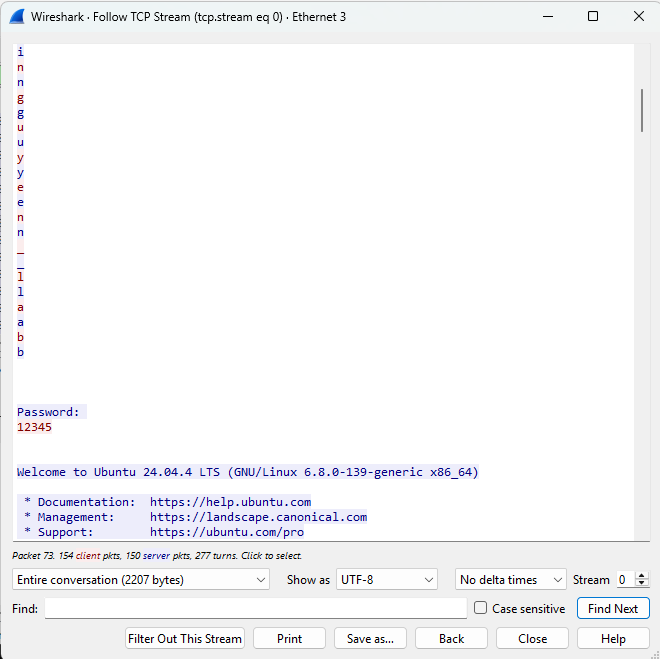 Wireshark · Follow TCP Stream (tcp.stream eq 0) · Ethernet 3
i
n
n
g
g
u
u
y
y
e
e
n
n
_
_
l
l
a
a
b
b
Password:
12345
Welcome to Ubuntu 24.04.4 LTS (GNU/Linux 6.8.0-139-generic x86_64)
* Documentation:  https://help.ubuntu.com
* Management:     https://landscape.canonical.com
* Support:        https://ubuntu.com/pro
Packet 73. 154 client pkts, 150 server pkts, 277 turns. Click to select.
Entire conversation (2207 bytes) Show as UTF-8 No delta times Stream 0
Find: Case sensitive Find Next
Filter Out This Stream Print Save as... Back Close Help